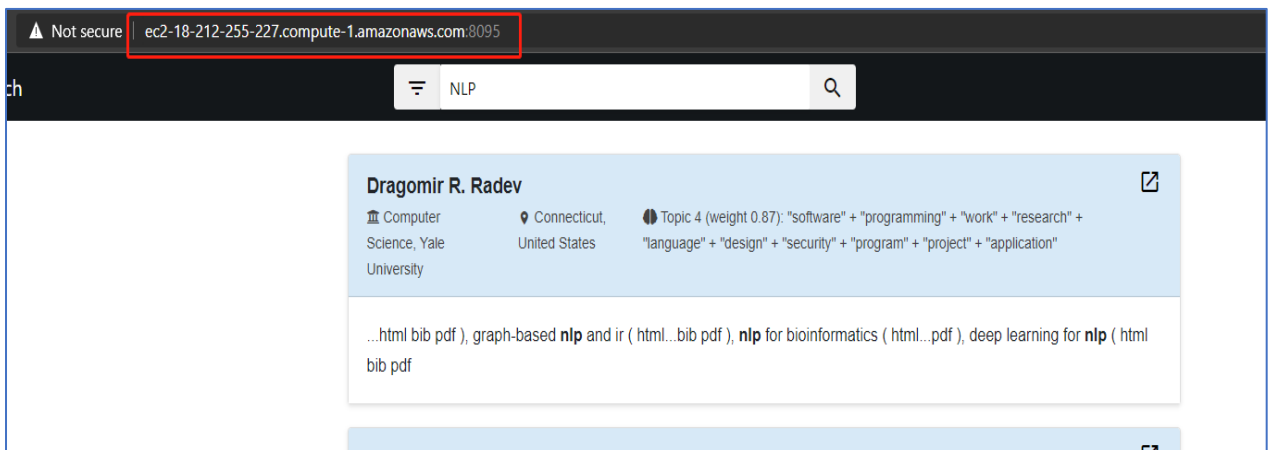 Not secure | ec2-18-212-255-227.compute-1.amazonaws.com:8095
ch
NLP
Dragomir R. Radev
Computer Science, Yale University
Connecticut, United States
Topic 4 (weight 0.87): "software" + "programming" + "work" + "research" +
"language" + "design" + "security" + "program" + "project" + "application"
...html bib pdf ), graph-based nlp and ir ( html...bib pdf ), nlp for bioinformatics ( html...pdf ), deep learning for nlp ( html
bib pdf